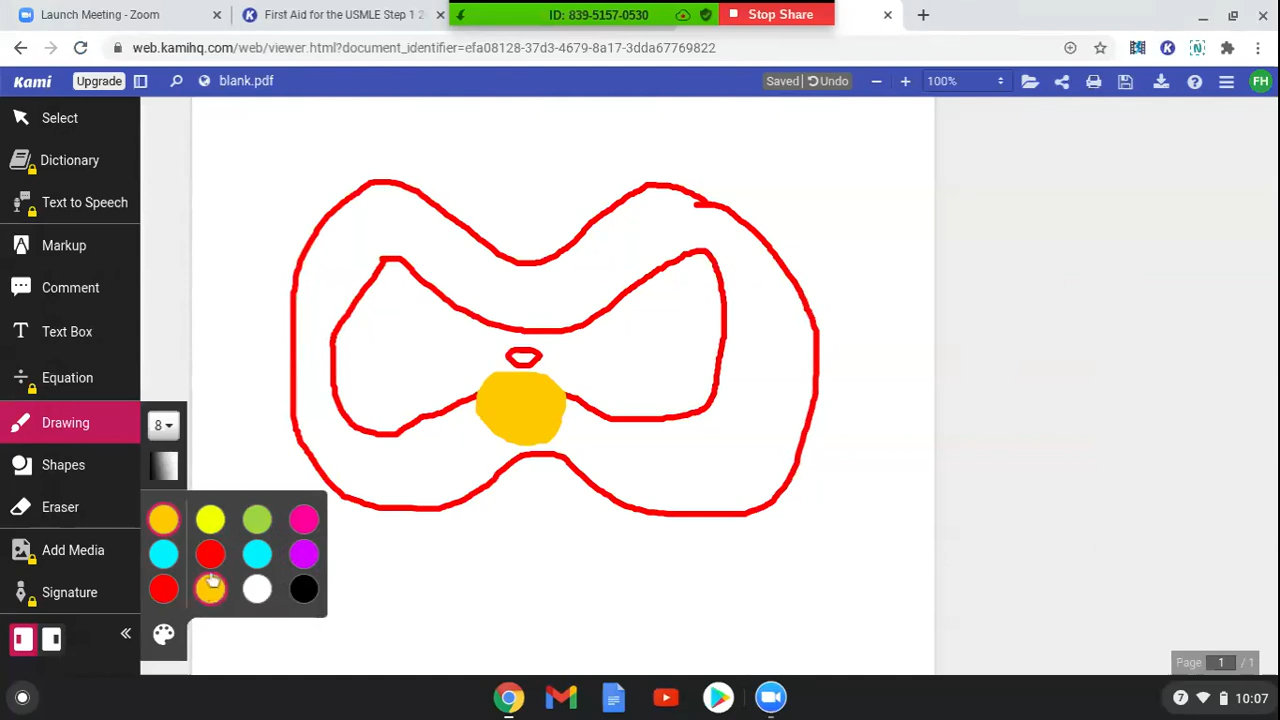 Launch Meeting - Zoom
First Aid for the USMLE Step 1 2
ID: 839-5157-0530
Stop Share
web.kamihq.com/web/viewer.html?document_identifier=efa08128-37d3-4679-8a17-3dda67769822
Kami
Upgrade
blank.pdf
Saved
Undo
100%
FH
Select
Dictionary
Text to Speech
Markup
Comment
Text Box
Equation
Drawing
8
Shapes
Eraser
Add Media
Signature
Page 1 / 1
7
10:07